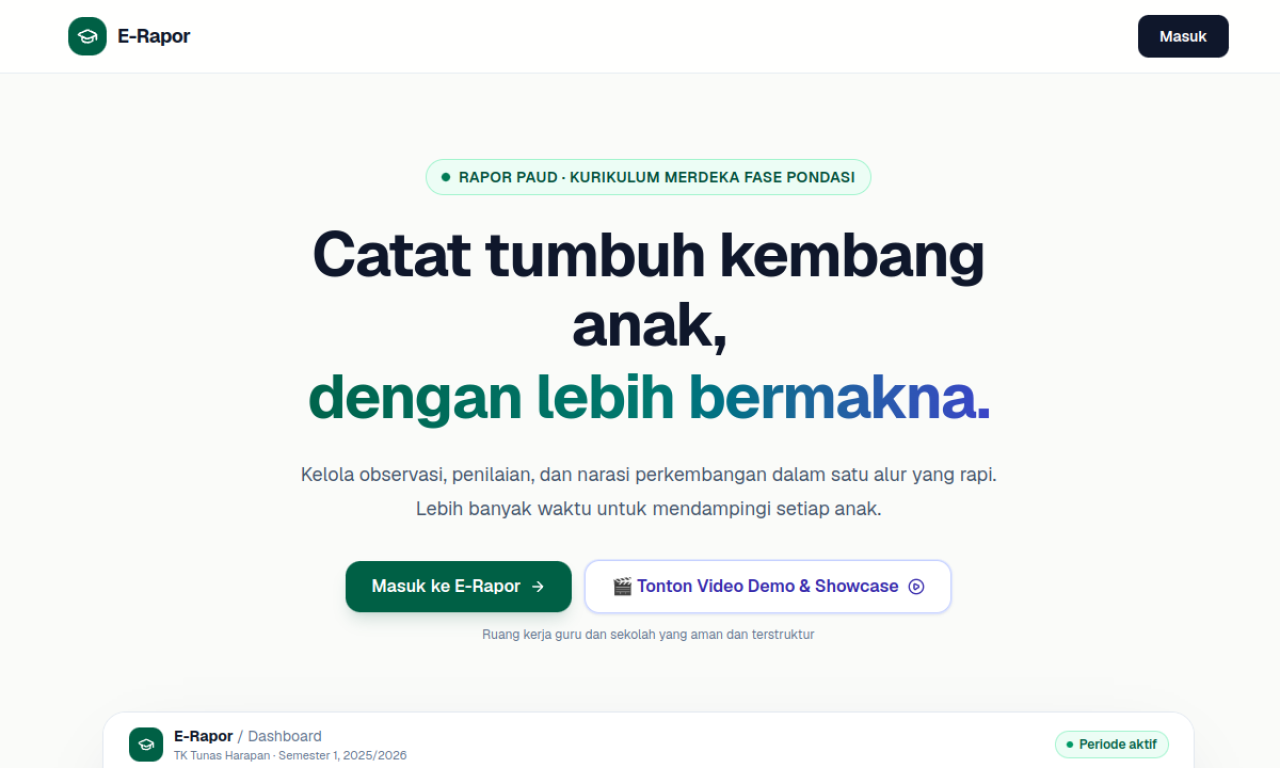 E-Rapor
Masuk
RAPOR PAUD · KURIKULUM MERDEKA FASE PONDASI
Catat tumbuh kembang
anak,
dengan lebih bermakna.
Kelola observasi, penilaian, dan narasi perkembangan dalam satu alur yang rapi.
Lebih banyak waktu untuk mendampingi setiap anak.
Masuk ke E-Rapor →
🎬 Tonton Video Demo & Showcase
Ruang kerja guru dan sekolah yang aman dan terstruktur
E-Rapor / Dashboard
TK Tunas Harapan · Semester 1, 2025/2026
Periode aktif